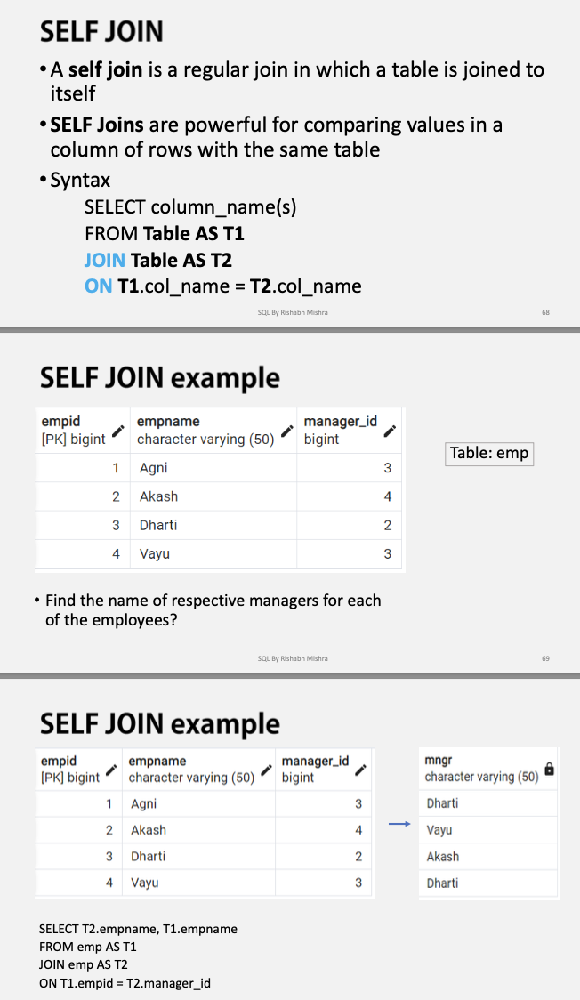 SELF JOIN
• A self join is a regular join in which a table is joined to
itself
• SELF Joins are powerful for comparing values in a
column of rows with the same table
• Syntax
SELECT column_name(s)
FROM Table AS T1
JOIN Table AS T2
ON T1.col_name = T2.col_name
SQL By Rishabh Mishra 68
SELF JOIN example
empid empname manager_id
[PK] bigint character varying (50) bigint
1 Agni 3
2 Akash 4
3 Dharti 2
4 Vayu 3
Table: emp
• Find the name of respective managers for each
of the employees?
SQL By Rishabh Mishra 69
SELF JOIN example
empid empname manager_id
[PK] bigint character varying (50) bigint
1 Agni 3
2 Akash 4
3 Dharti 2
4 Vayu 3
mngr
character varying (50)
Dharti
Vayu
Akash
Dharti
SELECT T2.empname, T1.empname
FROM emp AS T1
JOIN emp AS T2
ON T1.empid = T2.manager_id